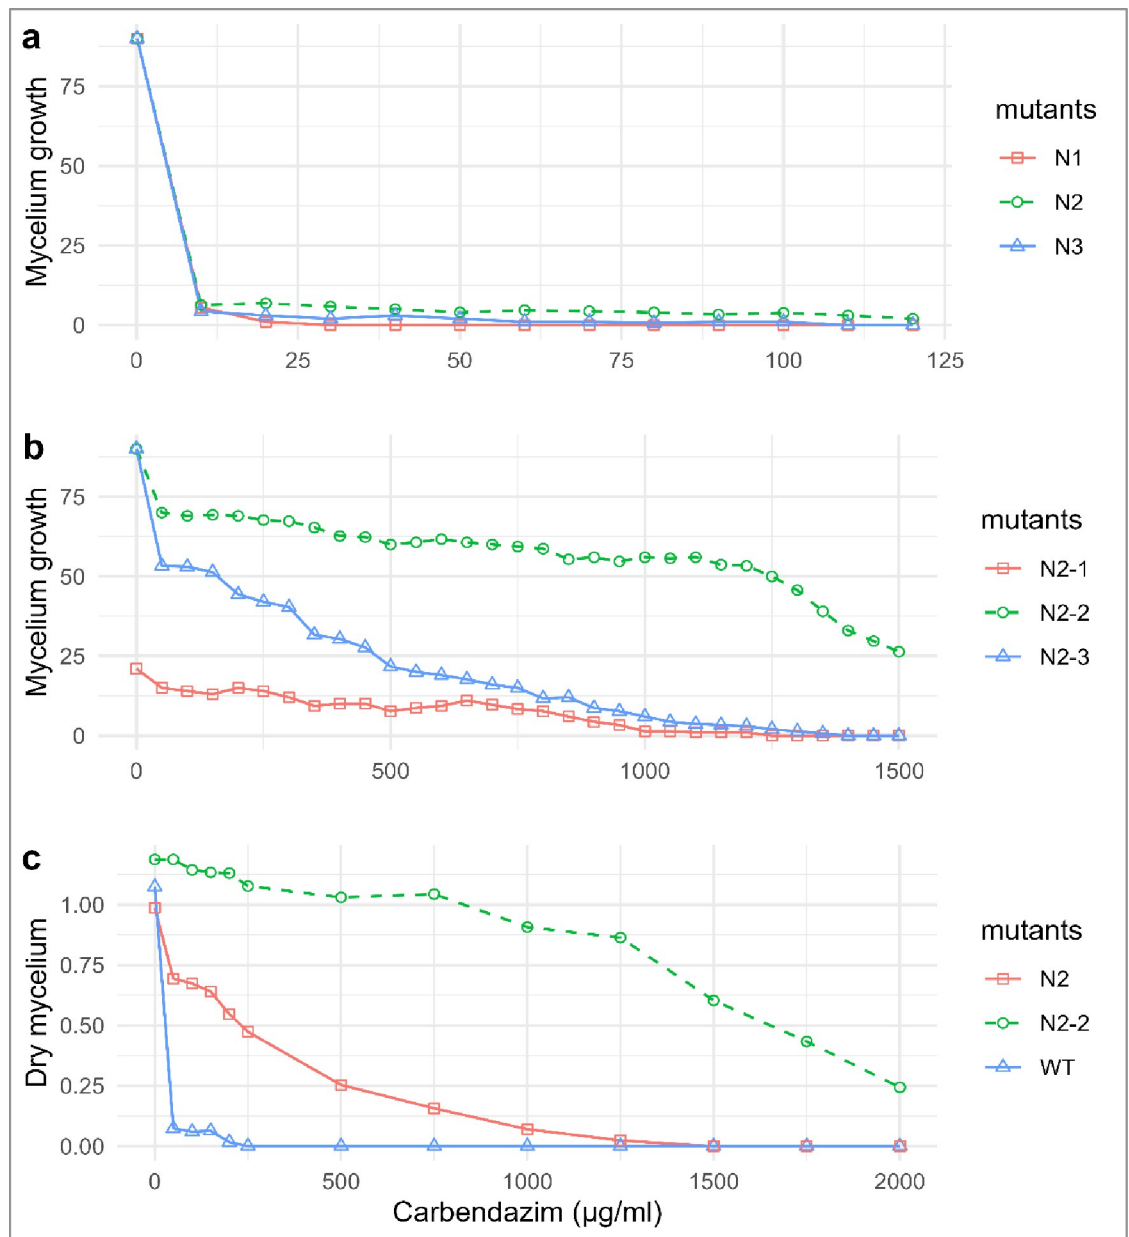 a
Mycelium growth
75
50
25
0
0 25 50 75 100 125
mutants
N1
N2
N3
b
Mycelium growth
75
50
25
0
0 500 1000 1500
mutants
N2-1
N2-2
N2-3
c
Dry mycelium
1.00
0.75
0.50
0.25
0.00
0 500 1000 1500 2000
Carbendazim (µg/ml)
mutants
N2
N2-2
WT